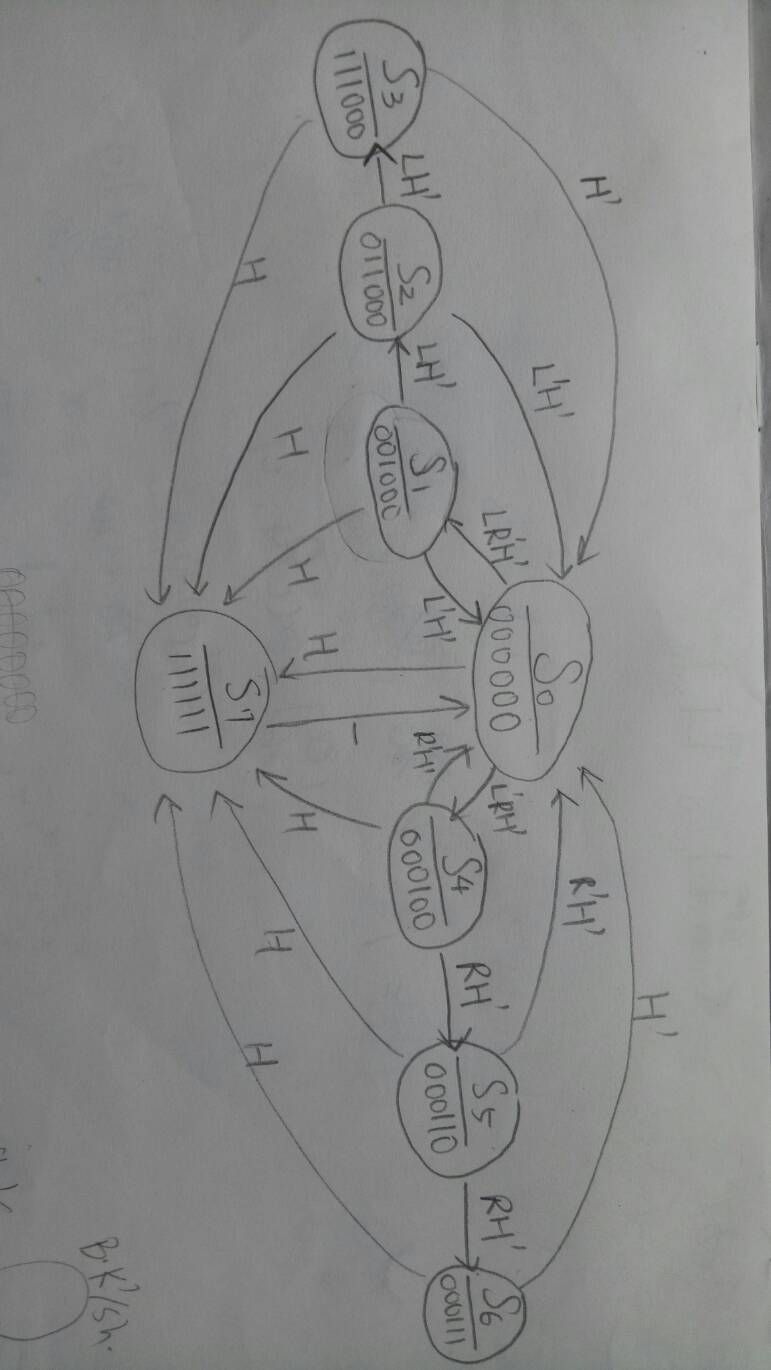 H'
H'
L'H'
R'H'
S0
000000
LR'H'
L'RH'
L'H'
R'H'
S3
111000
LH'
S2
011000
LH'
S1
001000
S4
000100
RH'
S5
000110
RH'
S6
000111
H
–
H
H
H
H
H
H
H
S7
111111